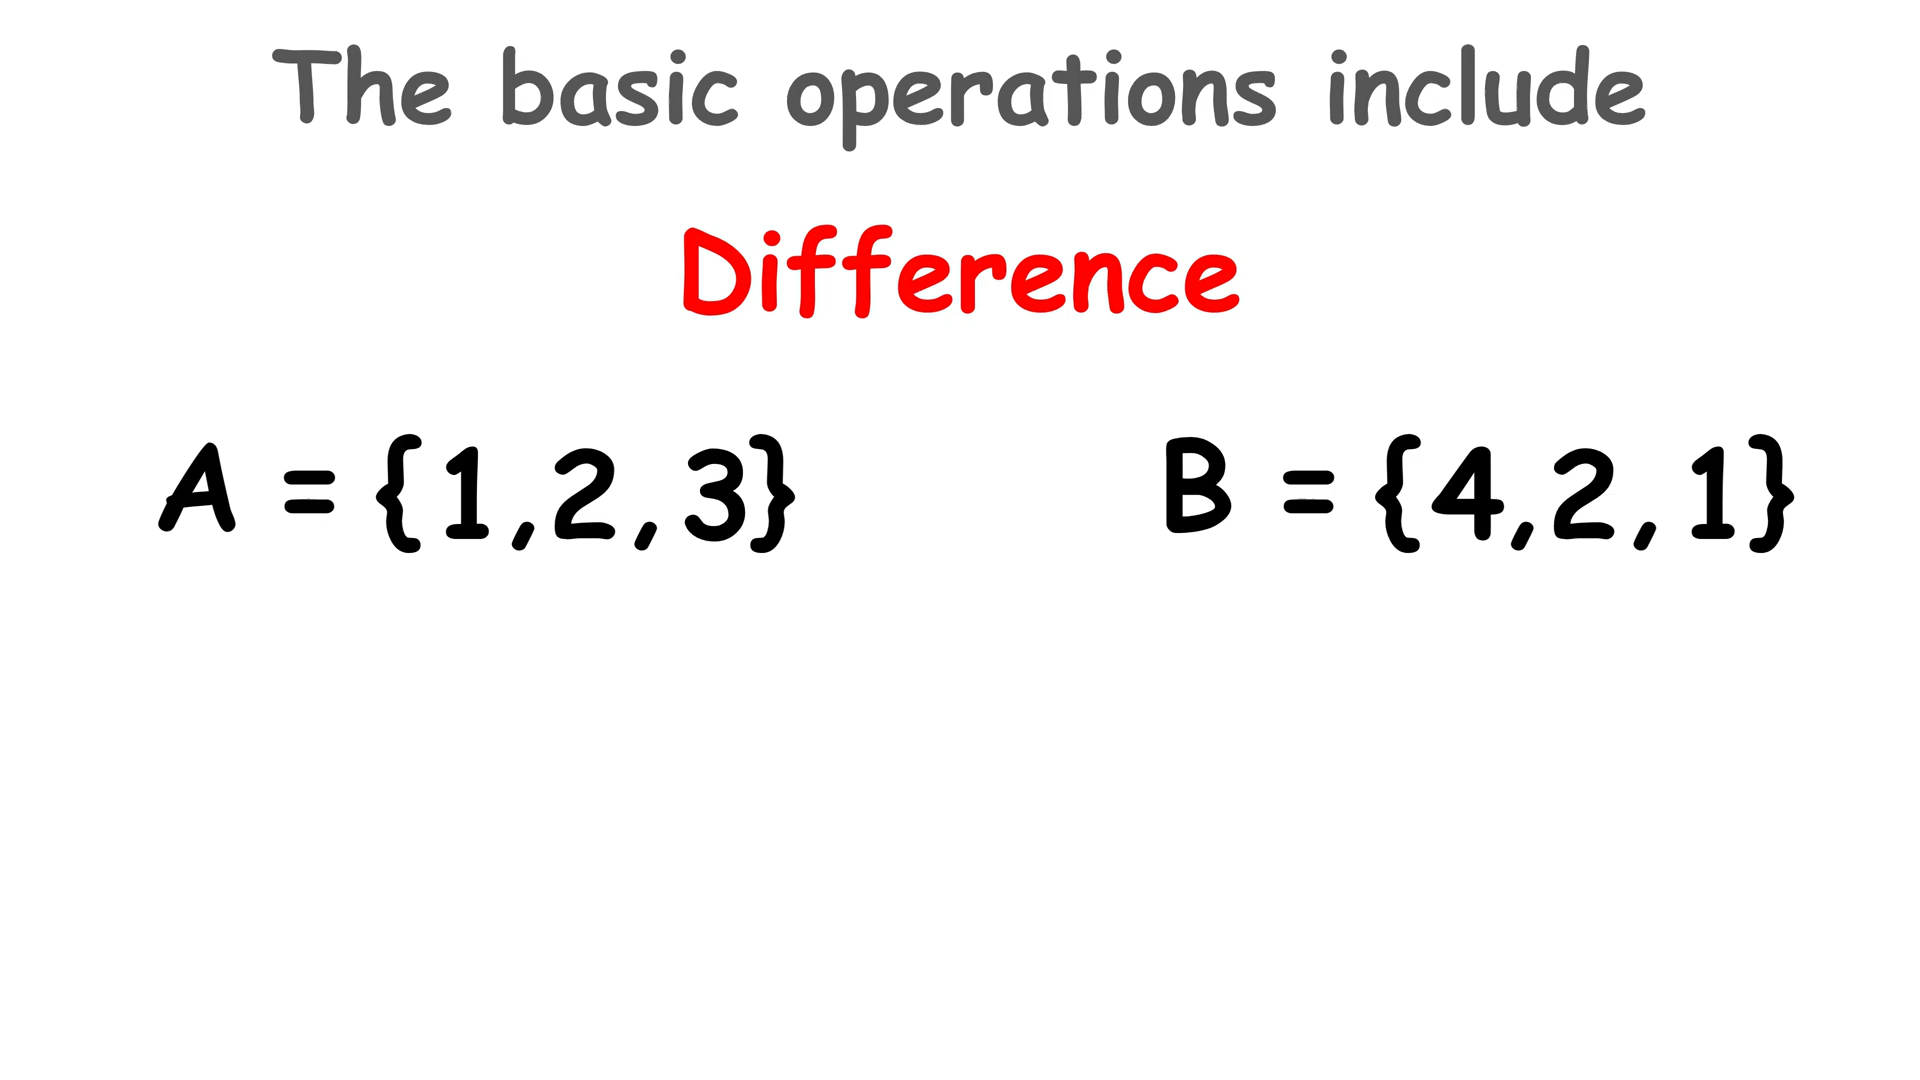 The basic operations include
Difference
A = {1,2,3} B = {4,2,1}